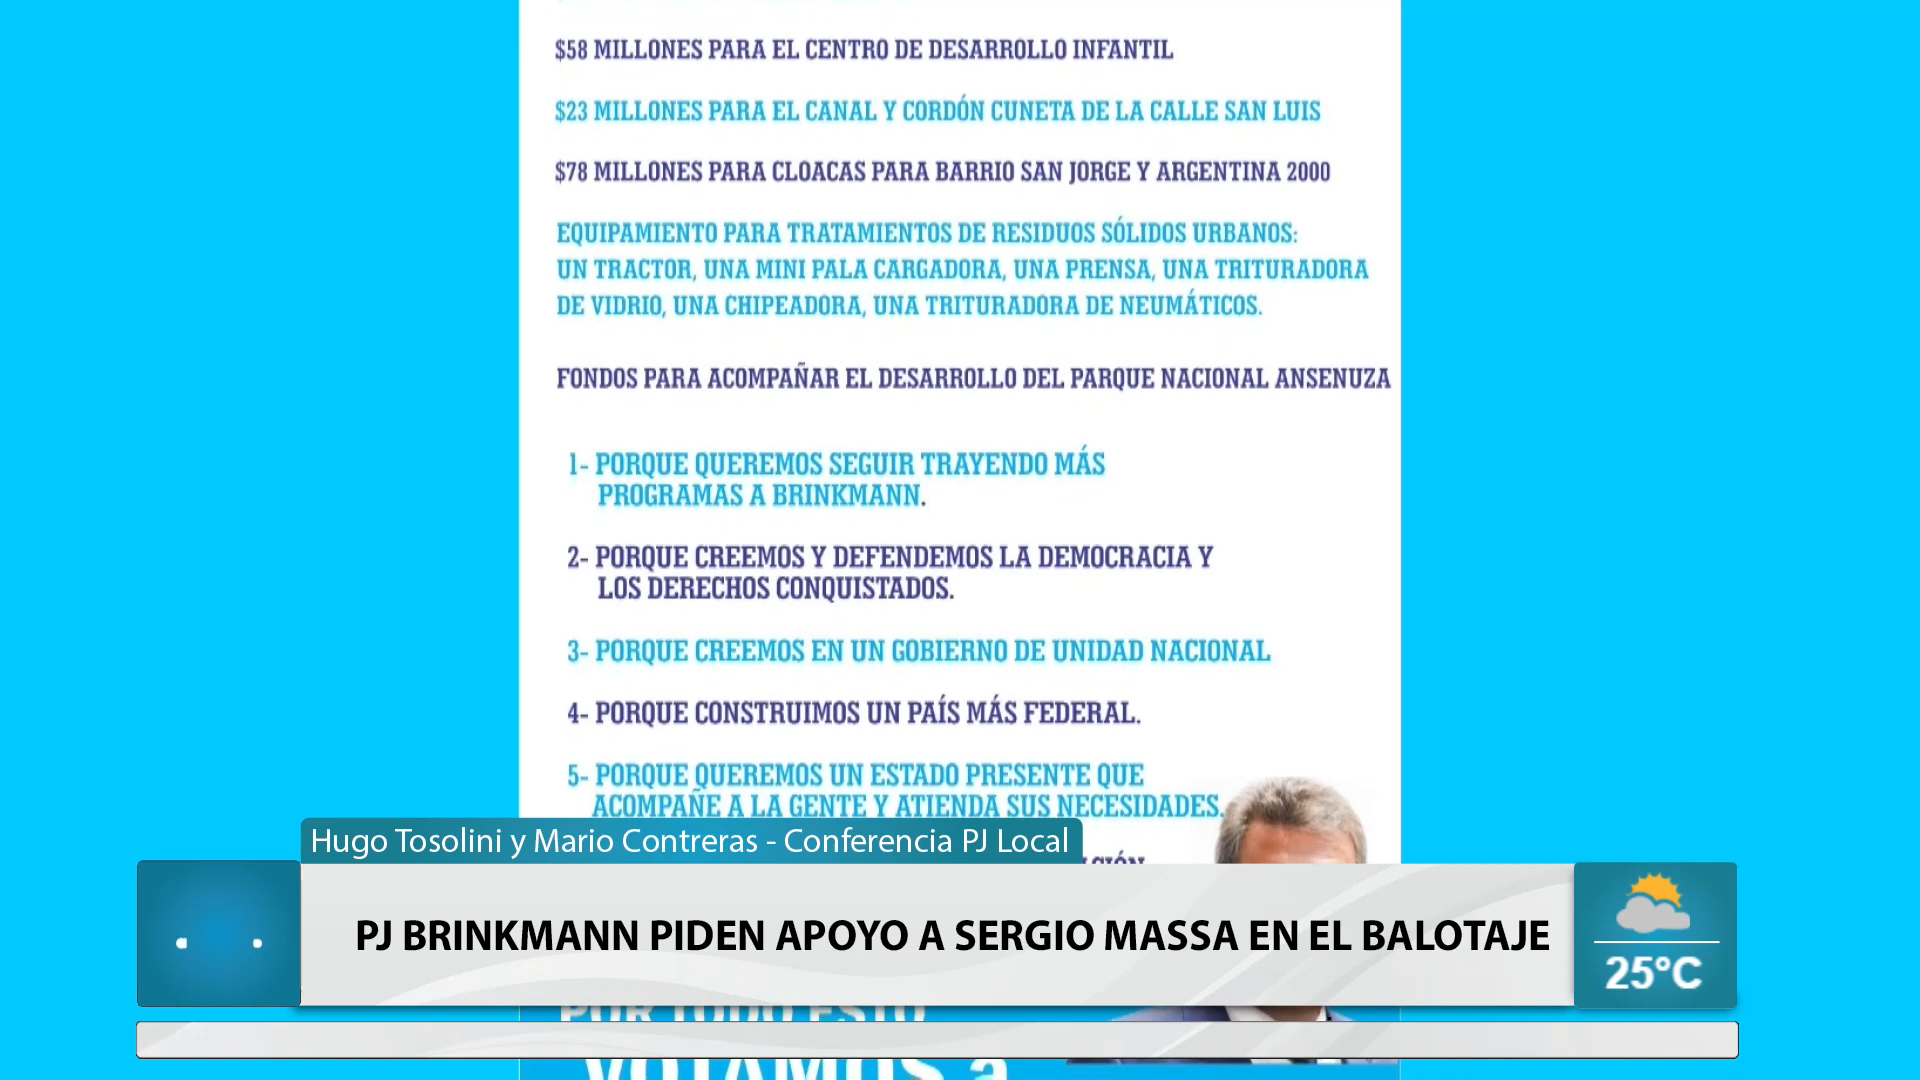 $58 MILLONES PARA EL CENTRO DE DESARROLLO INFANTIL
$23 MILLONES PARA EL CANAL Y CORDÓN CUNETA DE LA CALLE SAN LUIS
$78 MILLONES PARA CLOACAS PARA BARRIO SAN JORGE Y ARGENTINA 2000
EQUIPAMIENTO PARA TRATAMIENTOS DE RESIDUOS SÓLIDOS URBANOS:
UN TRACTOR, UNA MINI PALA CARGADORA, UNA PRENSA, UNA TRITURADORA
DE VIDRIO, UNA CHIPEADORA, UNA TRITURADORA DE NEUMÁTICOS.
FONDOS PARA ACOMPAÑAR EL DESARROLLO DEL PARQUE NACIONAL ANSENUZA
1- PORQUE QUEREMOS SEGUIR TRAYENDO MÁS
PROGRAMAS A BRINKMANN.
2- PORQUE CREEMOS Y DEFENDEMOS LA DEMOCRACIA Y
LOS DERECHOS CONQUISTADOS.
3- PORQUE CREEMOS EN UN GOBIERNO DE UNIDAD NACIONAL
4- PORQUE CONSTRUIMOS UN PAÍS MÁS FEDERAL.
5- PORQUE QUEREMOS UN ESTADO PRESENTE QUE
ACOMPAÑE A LA GENTE Y ATIENDA SUS NECESIDADES.
Hugo Tosolini y Mario Contreras - Conferencia PJ Local
PJ BRINKMANN PIDEN APOYO A SERGIO MASSA EN EL BALOTAJE
25°C
POR TODO ESTO
VOTAMOS a